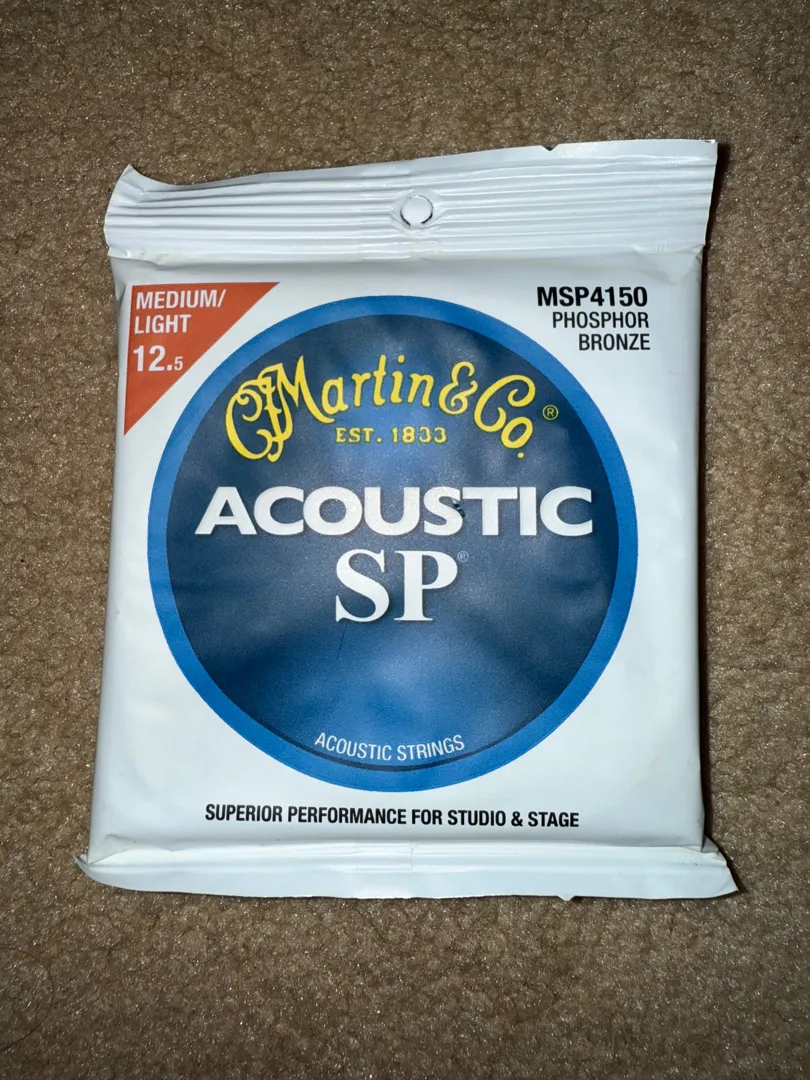 MEDIUM/
LIGHT
12.5
MSP4150
PHOSPHOR
BRONZE
CFMartin & Co. ®
EST. 1833
ACOUSTIC
SP®
ACOUSTIC STRINGS
SUPERIOR PERFORMANCE FOR STUDIO & STAGE